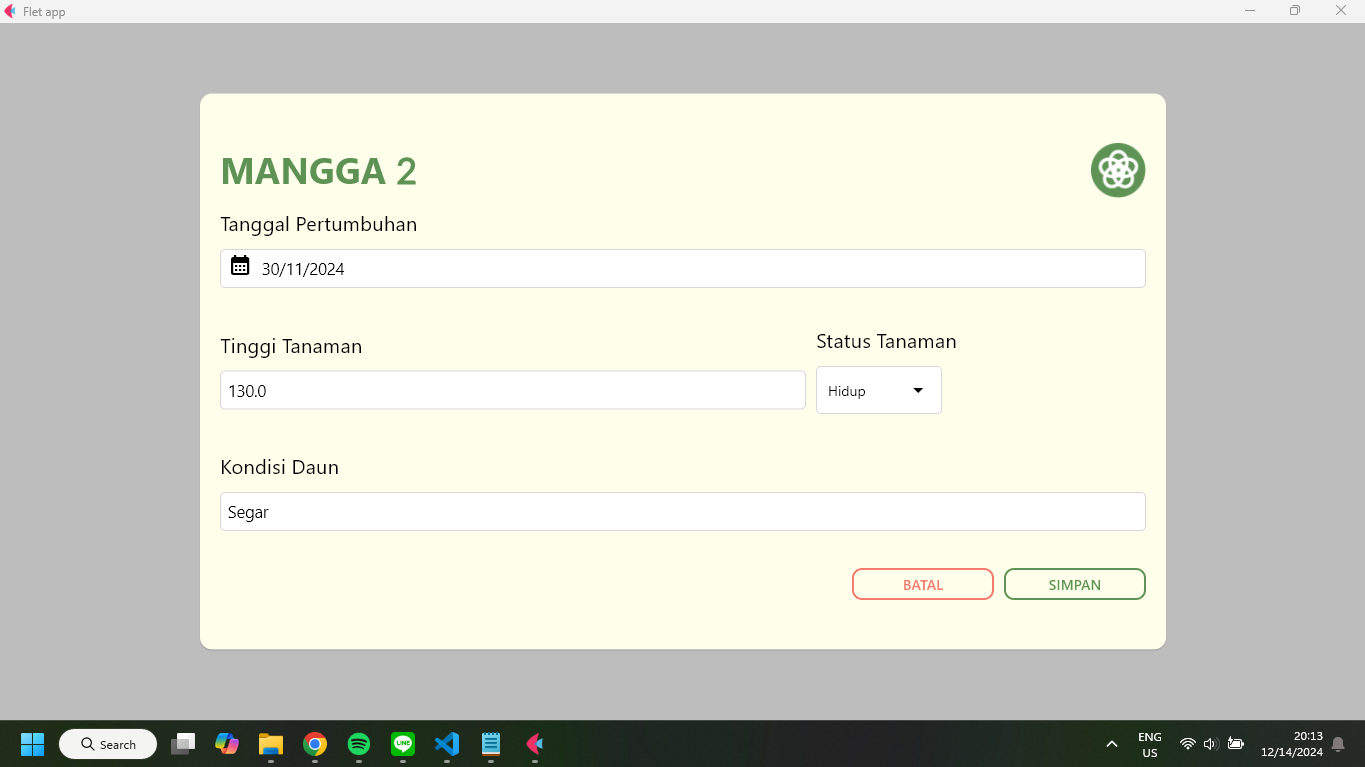 Flet app
MANGGA 2
Tanggal Pertumbuhan
30/11/2024
Tinggi Tanaman
Status Tanaman
130.0
Hidup
Kondisi Daun
Segar
BATAL
SIMPAN
Search
LINE
ENG
US
20:13
12/14/2024